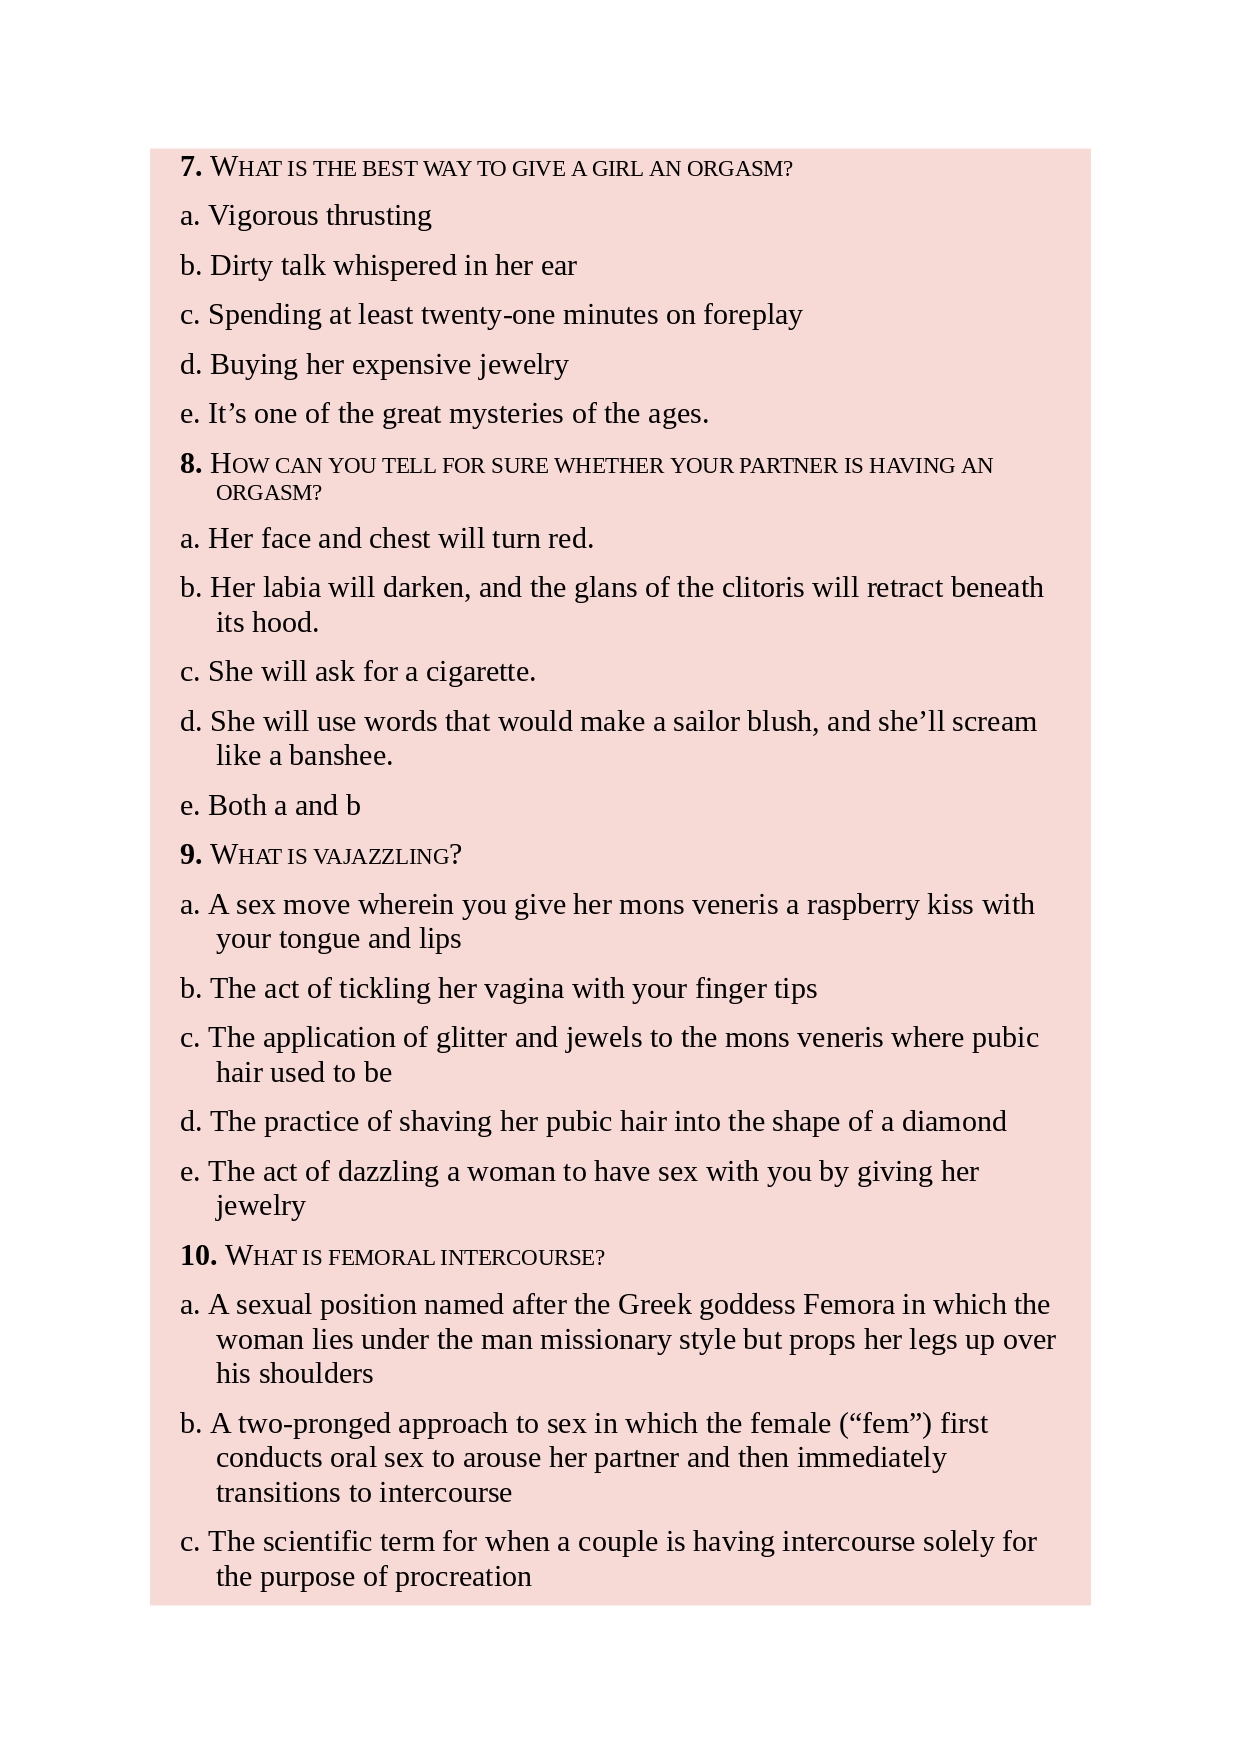 7. WHAT IS THE BEST WAY TO GIVE A GIRL AN ORGASM?
a. Vigorous thrusting
b. Dirty talk whispered in her ear
c. Spending at least twenty-one minutes on foreplay
d. Buying her expensive jewelry
e. It’s one of the great mysteries of the ages.
8. HOW CAN YOU TELL FOR SURE WHETHER YOUR PARTNER IS HAVING AN
ORGASM?
a. Her face and chest will turn red.
b. Her labia will darken, and the glans of the clitoris will retract beneath
its hood.
c. She will ask for a cigarette.
d. She will use words that would make a sailor blush, and she’ll scream
like a banshee.
e. Both a and b
9. WHAT IS VAJAZZLING?
a. A sex move wherein you give her mons veneris a raspberry kiss with
your tongue and lips
b. The act of tickling her vagina with your finger tips
c. The application of glitter and jewels to the mons veneris where pubic
hair used to be
d. The practice of shaving her pubic hair into the shape of a diamond
e. The act of dazzling a woman to have sex with you by giving her
jewelry
10. WHAT IS FEMORAL INTERCOURSE?
a. A sexual position named after the Greek goddess Femora in which the
woman lies under the man missionary style but props her legs up over
his shoulders
b. A two-pronged approach to sex in which the female (“fem”) first
conducts oral sex to arouse her partner and then immediately
transitions to intercourse
c. The scientific term for when a couple is having intercourse solely for
the purpose of procreation